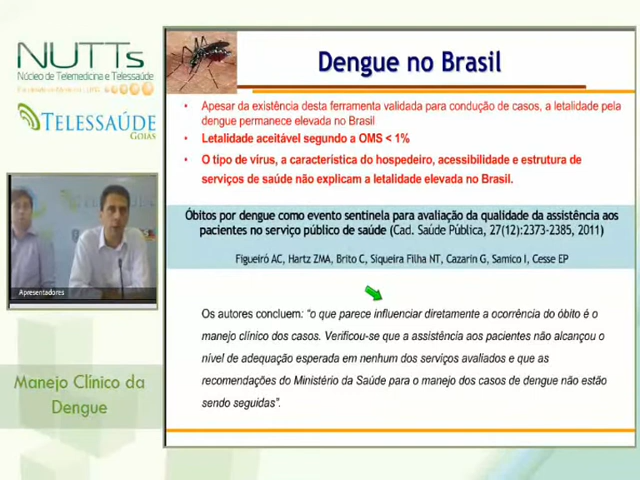 NUTTs
Núcleo de Telemedicina e Telessaúde
TELESSAÚDE
GOIÁS
Apresentadores
Manejo Clínico da
Dengue
Dengue no Brasil
• Apesar da existência desta ferramenta validada para condução de casos, a letalidade pela
dengue permanece elevada no Brasil
• Letalidade aceitável segundo a OMS < 1%
• O tipo de vírus, a característica do hospedeiro, acessibilidade e estrutura de
serviços de saúde não explicam a letalidade elevada no Brasil.
Óbitos por dengue como evento sentinela para avaliação da qualidade da assistência aos
pacientes no serviço público de saúde (Cad. Saúde Pública, 27(12):2373-2385, 2011)
Figueiró AC, Hartz ZMA, Brito C, Siqueira Filha NT, Cazarin G, Samico I, Cesse EP
Os autores concluem: “o que parece influenciar diretamente a ocorrência do óbito é o
manejo clínico dos casos. Verificou-se que a assistência aos pacientes não alcançou o
nível de adequação esperada em nenhum dos serviços avaliados e que as
recomendações do Ministério da Saúde para o manejo dos casos de dengue não estão
sendo seguidas”.